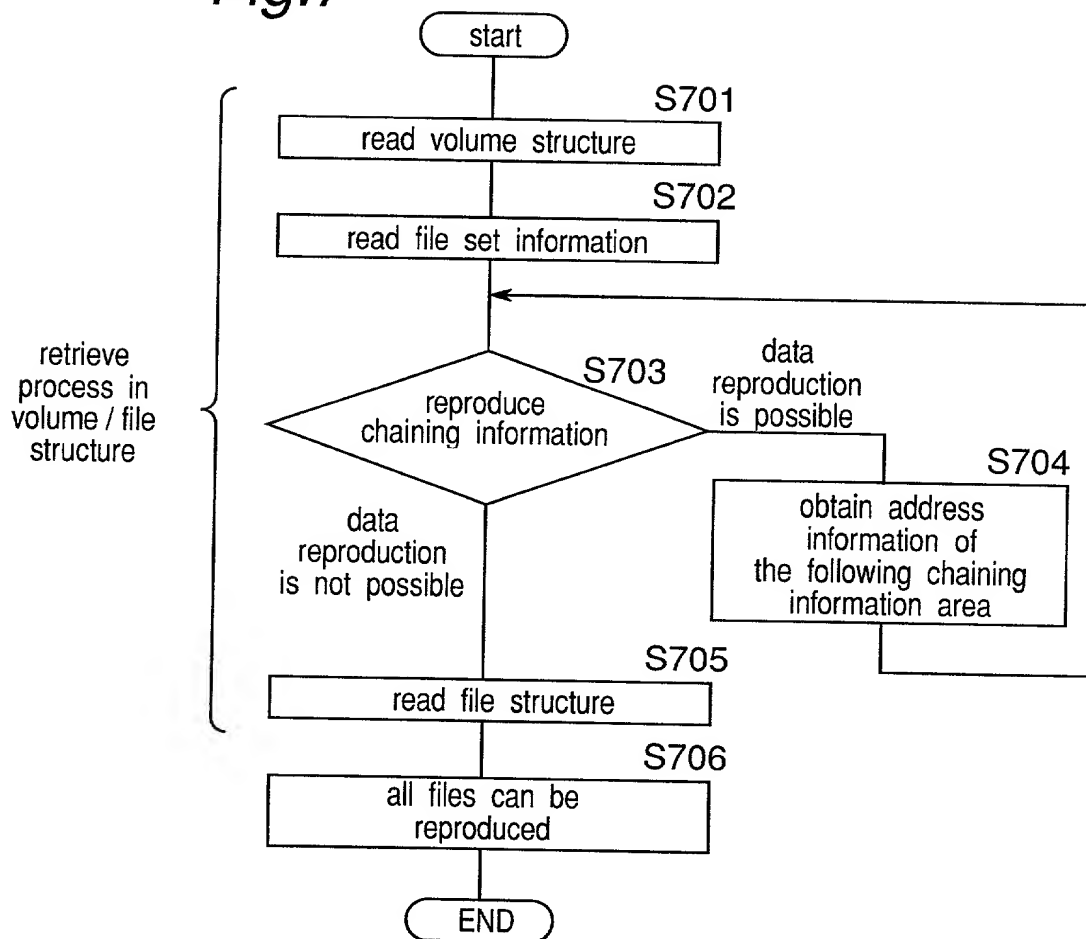 start
S701
read volume structure
S702
read file set information
retrieve
process in
volume / file
structure
S703
reproduce
chaining information
data
reproduction
is possible
S704
obtain address
information of
the following chaining
information area
data
reproduction
is not possible
S705
read file structure
S706
all files can be
reproduced
END